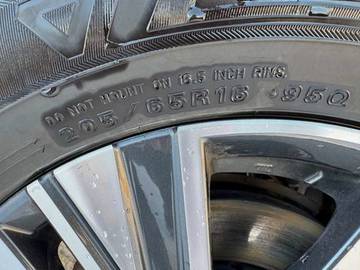 DO NOT MOUNT ON 16.5 INCH RIMS.
205/65R16 95Q